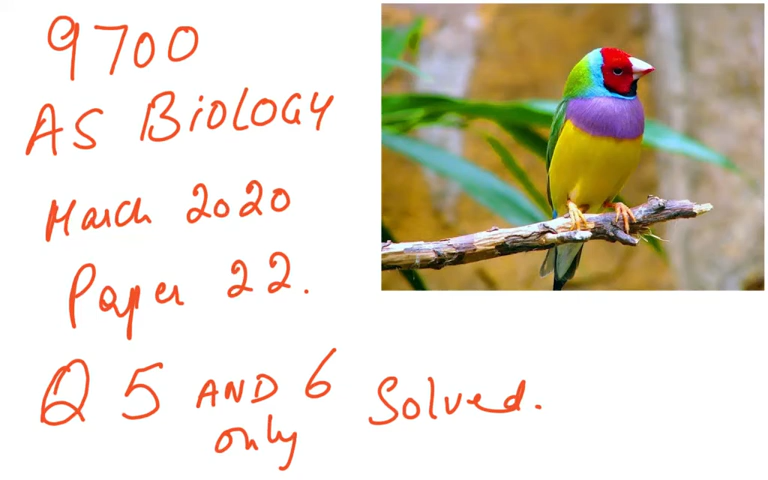 9700
AS BIOLOGY
March 2020
Paper 22.
Q 5 AND 6 Solved.
only